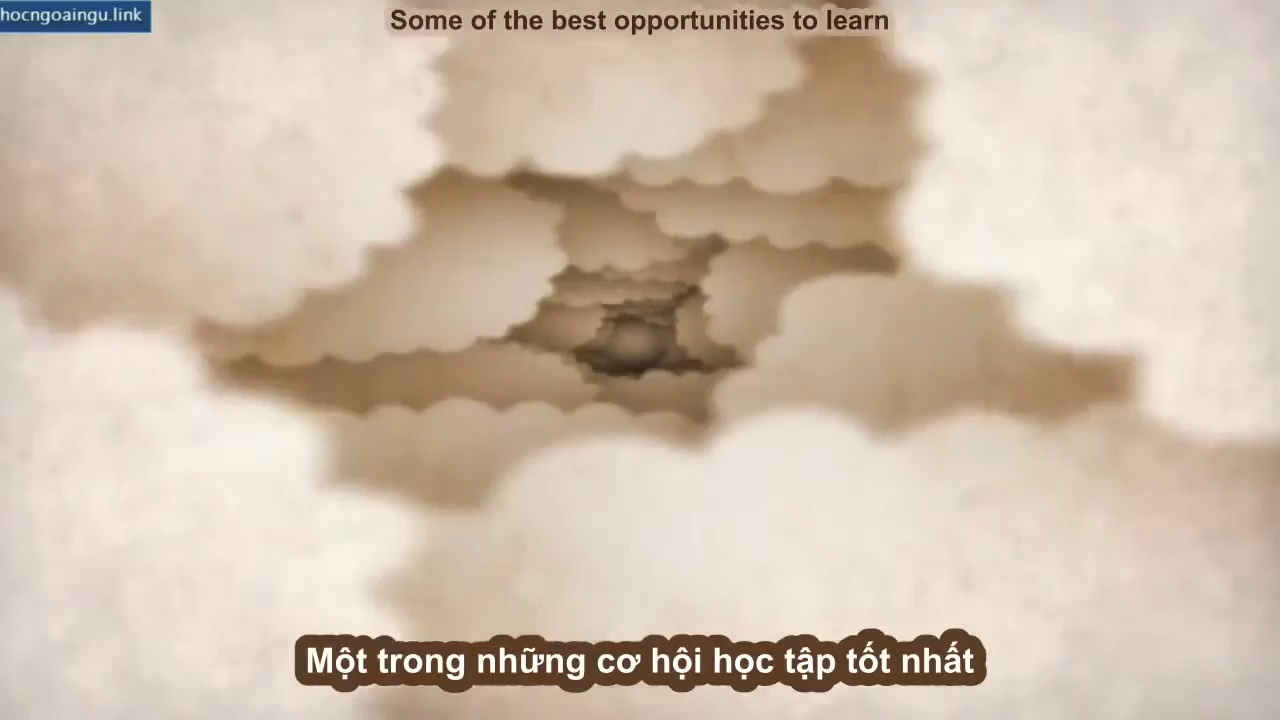 hocngoaingu.link
Some of the best opportunities to learn
Một trong những cơ hội học tập tốt nhất